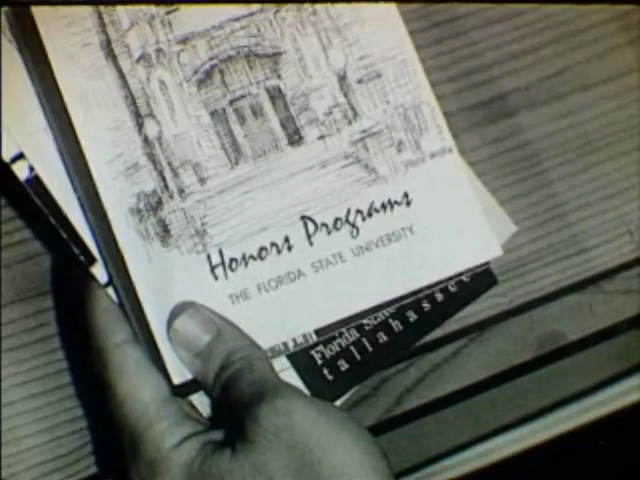 Honors Programs
THE FLORIDA STATE UNIVERSITY
Florida State
tallahassee